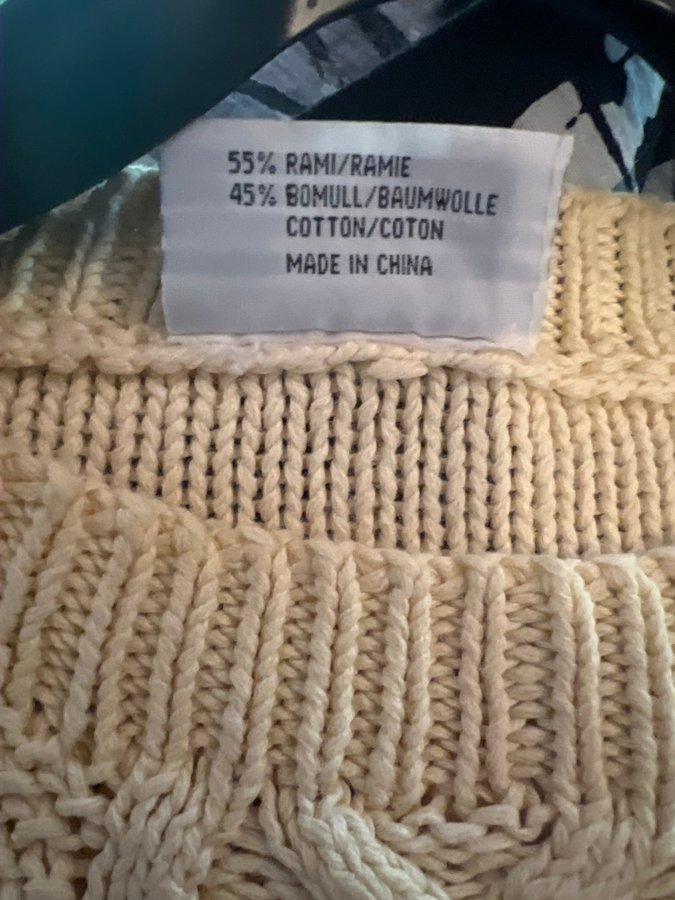 55% RAMI/RAMIE
45% BOMULL/BAUMWOLLE
COTTON/COTON
MADE IN CHINA